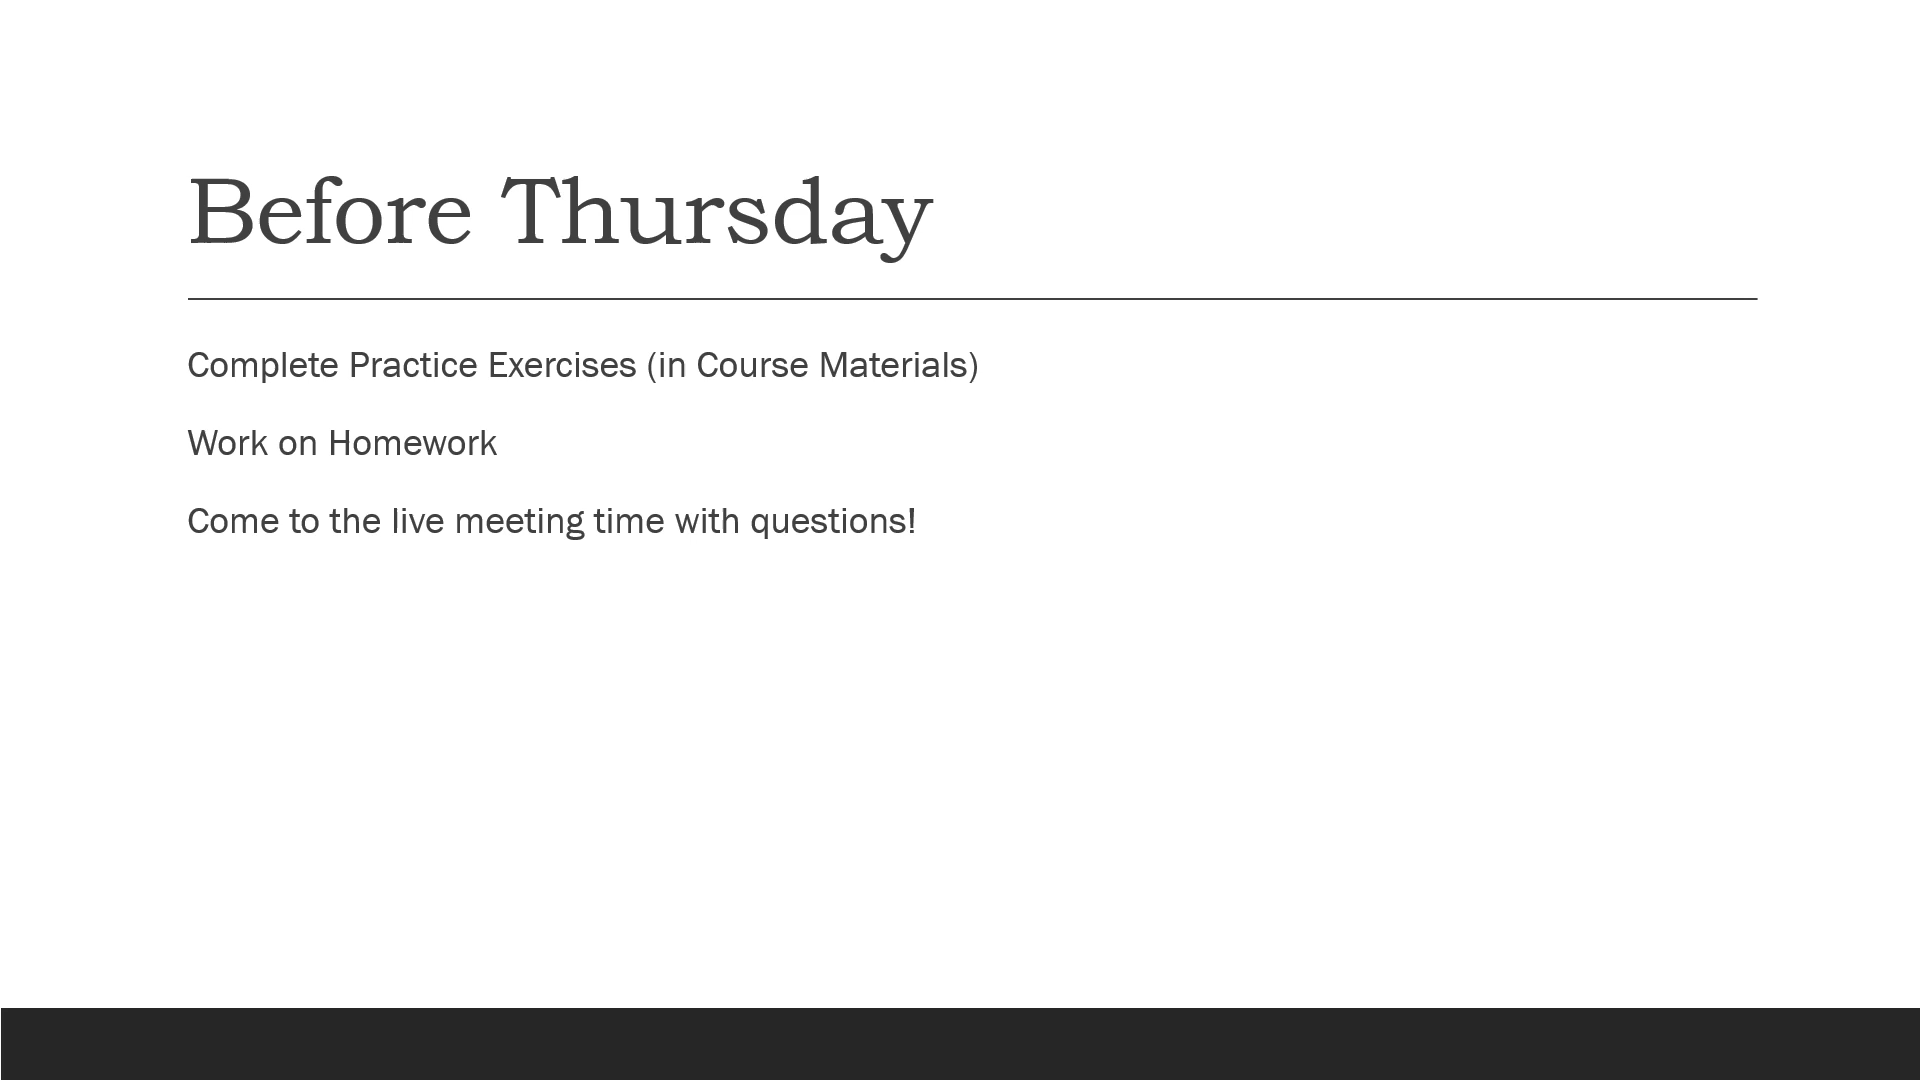 Before Thursday
Complete Practice Exercises (in Course Materials)
Work on Homework
Come to the live meeting time with questions!